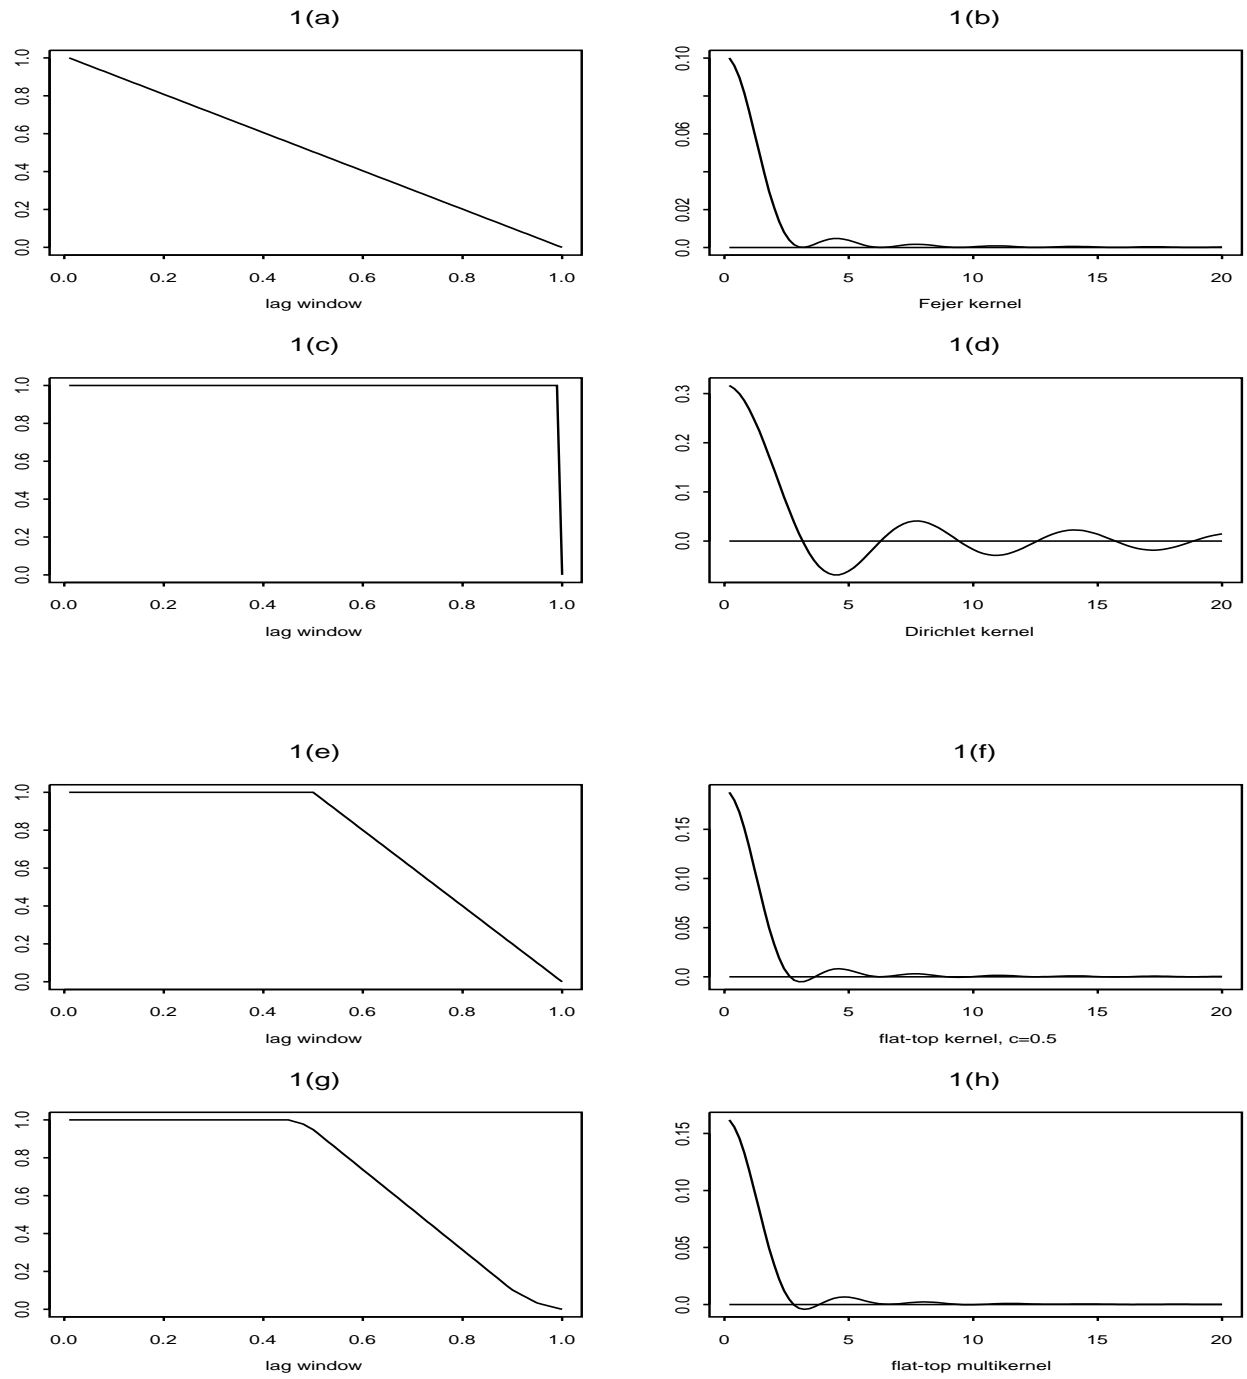 1(a)
1.0
0.8
0.6
0.4
0.2
0.0
0.0 0.2 0.4 0.6 0.8 1.0
lag window
1(b)
0.10
0.06
0.02
0.0
0 5 10 15 20
Fejer kernel
1(c)
1.0
0.8
0.6
0.4
0.2
0.0
0.0 0.2 0.4 0.6 0.8 1.0
lag window
1(d)
0.3
0.2
0.1
0.0
0 5 10 15 20
Dirichlet kernel
1(e)
1.0
0.8
0.6
0.4
0.2
0.0
0.0 0.2 0.4 0.6 0.8 1.0
lag window
1(f)
0.15
0.10
0.05
0.0
0 5 10 15 20
flat-top kernel, c=0.5
1(g)
1.0
0.8
0.6
0.4
0.2
0.0
0.0 0.2 0.4 0.6 0.8 1.0
lag window
1(h)
0.15
0.10
0.05
0.0
0 5 10 15 20
flat-top multikernel